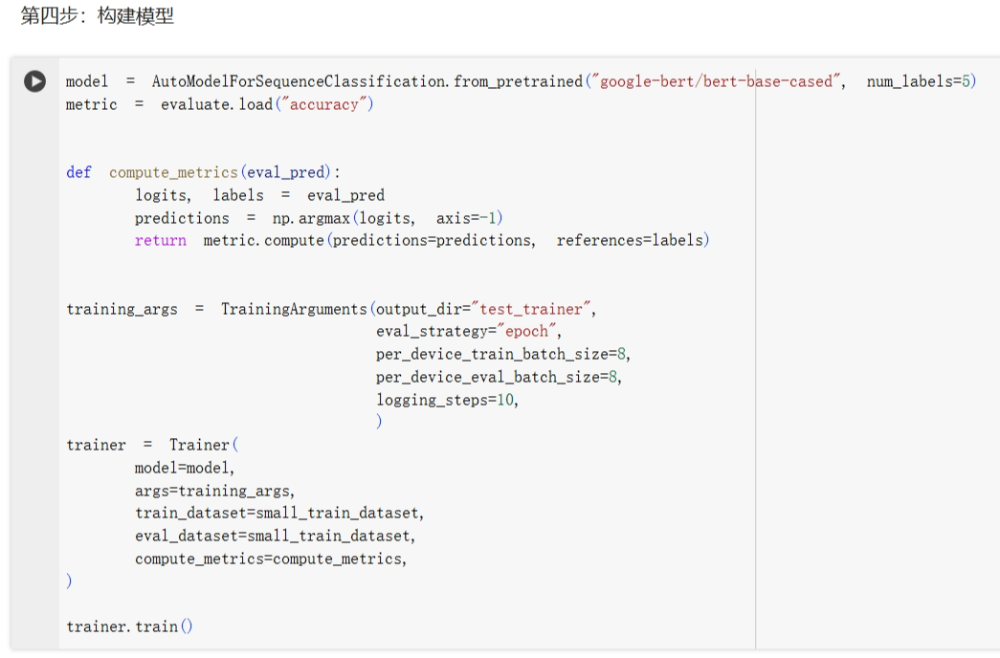 第四步：构建模型
model = AutoModelForSequenceClassification.from_pretrained("google-bert/bert-base-cased", num_labels=5)
metric = evaluate.load("accuracy")
def compute_metrics(eval_pred):
logits, labels = eval_pred
predictions = np.argmax(logits, axis=-1)
return metric.compute(predictions=predictions, references=labels)
training_args = TrainingArguments(output_dir="test_trainer",
eval_strategy="epoch",
per_device_train_batch_size=8,
per_device_eval_batch_size=8,
logging_steps=10,
)
trainer = Trainer(
model=model,
args=training_args,
train_dataset=small_train_dataset,
eval_dataset=small_train_dataset,
compute_metrics=compute_metrics,
)
trainer.train()